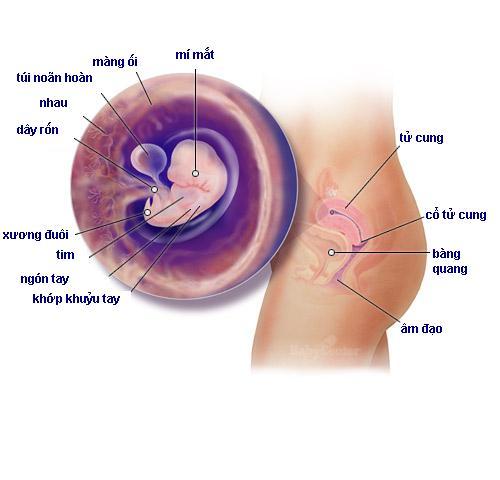 mí mắt
màng ối
túi noãn hoàn
nhau
dây rốn
xương đuôi
tim
ngón tay
khớp khuỷu tay
tử cung
cổ tử cung
bàng
quang
âm đạo
BabyCenter